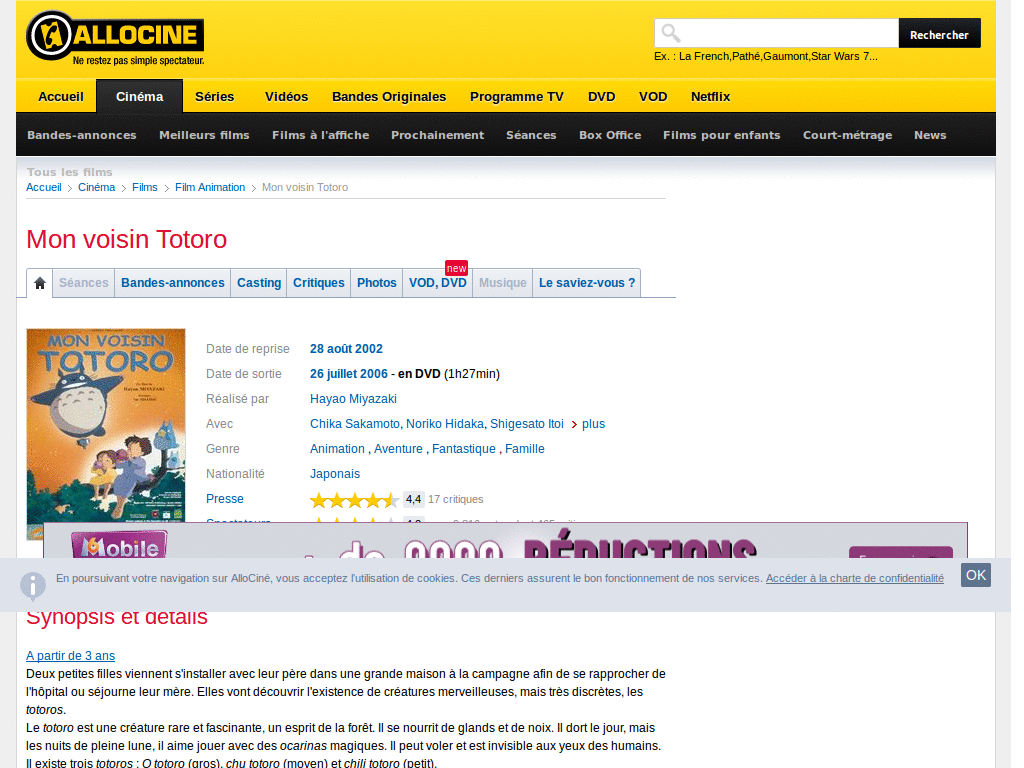 ALLOCINE
Ne restez pas simple spectateur.
Rechercher
Ex. : La French,Pathé,Gaumont,Star Wars 7...
Accueil Cinéma Séries Vidéos Bandes Originales Programme TV DVD VOD Netflix
Bandes-annonces Meilleurs films Films à l'affiche Prochainement Séances Box Office Films pour enfants Court-métrage News
Tous les films
Accueil > Cinéma > Films > Film Animation > Mon voisin Totoro
Mon voisin Totoro
new
Séances Bandes-annonces Casting Critiques Photos VOD, DVD Musique Le saviez-vous ?
MON VOISIN
TOTORO
HAYAO MIYAZAKI
Date de reprise 28 août 2002
Date de sortie 26 juillet 2006 - en DVD (1h27min)
Réalisé par Hayao Miyazaki
Avec Chika Sakamoto, Noriko Hidaka, Shigesato Itoi > plus
Genre Animation , Aventure , Fantastique , Famille
Nationalité Japonais
Presse 4,4 17 critiques
Spectateurs
Mobile
de RÉDUCTIONS
En poursuivant votre navigation sur AlloCiné, vous acceptez l'utilisation de cookies. Ces derniers assurent le bon fonctionnement de nos services. Accéder à la charte de confidentialité OK
Synopsis et détails
A partir de 3 ans
Deux petites filles viennent s'installer avec leur père dans une grande maison à la campagne afin de se rapprocher de
l'hôpital ou séjourne leur mère. Elles vont découvrir l'existence de créatures merveilleuses, mais très discrètes, les
totoros.
Le totoro est une créature rare et fascinante, un esprit de la forêt. Il se nourrit de glands et de noix. Il dort le jour, mais
les nuits de pleine lune, il aime jouer avec des ocarinas magiques. Il peut voler et est invisible aux yeux des humains.
Il existe trois totoros : O totoro (gros), chu totoro (moyen) et chili totoro (petit).